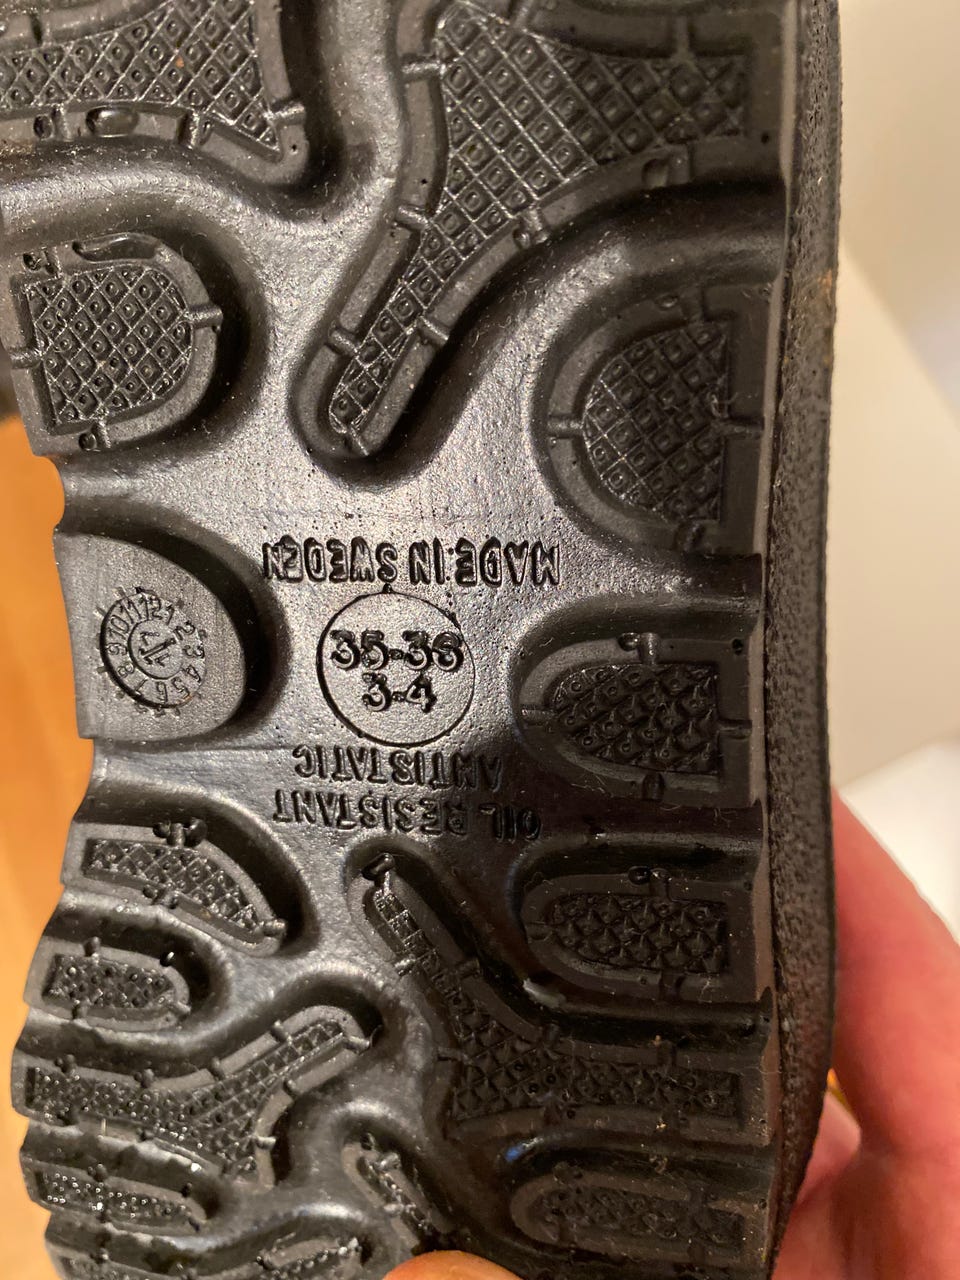 MADE IN SWEDEN
35-36
3-4
OIL RESISTANT
ANTISTATIC